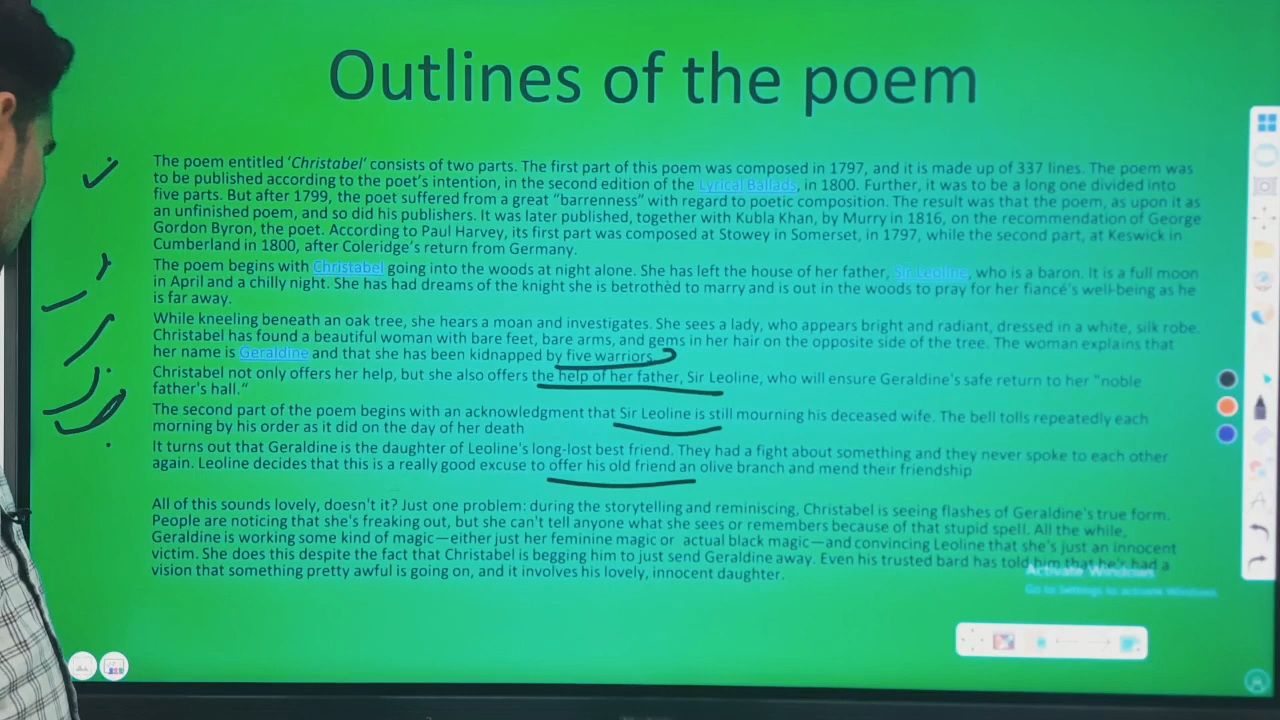 Outlines of the poem
The poem entitled ‘Christabel’ consists of two parts. The first part of this poem was composed in 1797, and it is made up of 337 lines. The poem was
to be published according to the poet’s intention, in the second edition of the Lyrical Ballads, in 1800. Further, it was to be a long one divided into
five parts. But after 1799, the poet suffered from a great “barrenness” with regard to poetic composition. The result was that the poem, as upon it as
an unfinished poem, and so did his publishers. It was later published, together with Kubla Khan, by Murry in 1816, on the recommendation of George
Gordon Byron, the poet. According to Paul Harvey, its first part was composed at Stowey in Somerset, in 1797, while the second part, at Keswick in
Cumberland in 1800, after Coleridge’s return from Germany.
The poem begins with Christabel going into the woods at night alone. She has left the house of her father, Sir Leoline, who is a baron. It is a full moon
in April and a chilly night. She has had dreams of the knight she is betrothèd to marry and is out in the woods to pray for her fiancé's well-being as he
is far away.
While kneeling beneath an oak tree, she hears a moan and investigates. She sees a lady, who appears bright and radiant, dressed in a white, silk robe.
Christabel has found a beautiful woman with bare feet, bare arms, and gems in her hair on the opposite side of the tree. The woman explains that
her name is Geraldine and that she has been kidnapped by five warriors.
Christabel not only offers her help, but she also offers the help of her father, Sir Leoline, who will ensure Geraldine's safe return to her "noble
father's hall.“
The second part of the poem begins with an acknowledgment that Sir Leoline is still mourning his deceased wife. The bell tolls repeatedly each
morning by his order as it did on the day of her death
It turns out that Geraldine is the daughter of Leoline's long-lost best friend. They had a fight about something and they never spoke to each other
again. Leoline decides that this is a really good excuse to offer his old friend an olive branch and mend their friendship
All of this sounds lovely, doesn't it? Just one problem: during the storytelling and reminiscing, Christabel is seeing flashes of Geraldine's true form.
People are noticing that she's freaking out, but she can't tell anyone what she sees or remembers because of that stupid spell. All the while,
Geraldine is working some kind of magic—either just her feminine magic or actual black magic—and convincing Leoline that she's just an innocent
victim. She does this despite the fact that Christabel is begging him to just send Geraldine away. Even his trusted bard has told him that he's had a
vision that something pretty awful is going on, and it involves his lovely, innocent daughter.
Activate Windows
Go to Settings to activate Windows.